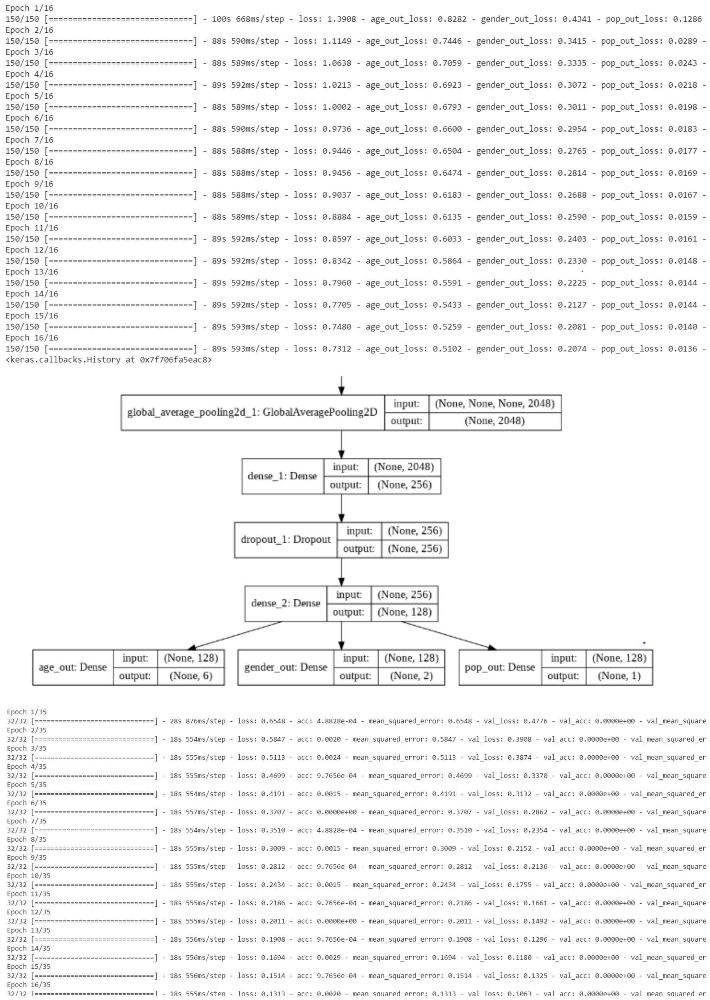 Epoch 1/16
150/150 [==============================] - 100s 668ms/step - loss: 1.3908 - age_out_loss: 0.8282 - gender_out_loss: 0.4341 - pop_out_loss: 0.1286
Epoch 2/16
150/150 [==============================] - 88s 590ms/step - loss: 1.1149 - age_out_loss: 0.7446 - gender_out_loss: 0.3415 - pop_out_loss: 0.0289 -
Epoch 3/16
150/150 [==============================] - 88s 589ms/step - loss: 1.0638 - age_out_loss: 0.7059 - gender_out_loss: 0.3335 - pop_out_loss: 0.0243 -
Epoch 4/16
150/150 [==============================] - 89s 592ms/step - loss: 1.0213 - age_out_loss: 0.6923 - gender_out_loss: 0.3072 - pop_out_loss: 0.0218 -
Epoch 5/16
150/150 [==============================] - 88s 589ms/step - loss: 1.0002 - age_out_loss: 0.6793 - gender_out_loss: 0.3011 - pop_out_loss: 0.0198 -
Epoch 6/16
150/150 [==============================] - 88s 590ms/step - loss: 0.9736 - age_out_loss: 0.6600 - gender_out_loss: 0.2954 - pop_out_loss: 0.0183 -
Epoch 7/16
150/150 [==============================] - 88s 588ms/step - loss: 0.9446 - age_out_loss: 0.6504 - gender_out_loss: 0.2765 - pop_out_loss: 0.0177 -
Epoch 8/16
150/150 [==============================] - 88s 588ms/step - loss: 0.9456 - age_out_loss: 0.6474 - gender_out_loss: 0.2814 - pop_out_loss: 0.0169 -
Epoch 9/16
150/150 [==============================] - 88s 588ms/step - loss: 0.9037 - age_out_loss: 0.6183 - gender_out_loss: 0.2688 - pop_out_loss: 0.0167 -
Epoch 10/16
150/150 [==============================] - 88s 589ms/step - loss: 0.8884 - age_out_loss: 0.6135 - gender_out_loss: 0.2590 - pop_out_loss: 0.0159 -
Epoch 11/16
150/150 [==============================] - 89s 592ms/step - loss: 0.8597 - age_out_loss: 0.6033 - gender_out_loss: 0.2403 - pop_out_loss: 0.0161 -
Epoch 12/16
150/150 [==============================] - 89s 592ms/step - loss: 0.8342 - age_out_loss: 0.5864 - gender_out_loss: 0.2330 - pop_out_loss: 0.0148 -
Epoch 13/16
150/150 [==============================] - 89s 592ms/step - loss: 0.7960 - age_out_loss: 0.5591 - gender_out_loss: 0.2225 - pop_out_loss: 0.0144 -
Epoch 14/16
150/150 [==============================] - 89s 592ms/step - loss: 0.7705 - age_out_loss: 0.5433 - gender_out_loss: 0.2127 - pop_out_loss: 0.0144 -
Epoch 15/16
150/150 [==============================] - 89s 593ms/step - loss: 0.7480 - age_out_loss: 0.5259 - gender_out_loss: 0.2081 - pop_out_loss: 0.0140 -
Epoch 16/16
150/150 [==============================] - 89s 593ms/step - loss: 0.7312 - age_out_loss: 0.5102 - gender_out_loss: 0.2074 - pop_out_loss: 0.0136 -
<keras.callbacks.History at 0x7f706fa5eac8>
global_average_pooling2d_1: GlobalAveragePooling2D
input: (None, None, None, 2048)
output: (None, 2048)
dense_1: Dense
input: (None, 2048)
output: (None, 256)
dropout_1: Dropout
input: (None, 256)
output: (None, 256)
dense_2: Dense
input: (None, 256)
output: (None, 128)
age_out: Dense
input: (None, 128)
output: (None, 6)
gender_out: Dense
input: (None, 128)
output: (None, 2)
pop_out: Dense
input: (None, 128)
output: (None, 1)
Epoch 1/35
32/32 [==============================] - 28s 876ms/step - loss: 0.6548 - acc: 4.8828e-04 - mean_squared_error: 0.6548 - val_loss: 0.4776 - val_acc: 0.0000e+00 - val_mean_square
Epoch 2/35
32/32 [==============================] - 18s 554ms/step - loss: 0.5847 - acc: 0.0020 - mean_squared_error: 0.5847 - val_loss: 0.3908 - val_acc: 0.0000e+00 - val_mean_squared_er
Epoch 3/35
32/32 [==============================] - 18s 555ms/step - loss: 0.5113 - acc: 0.0024 - mean_squared_error: 0.5113 - val_loss: 0.3874 - val_acc: 0.0000e+00 - val_mean_squared_er
Epoch 4/35
32/32 [==============================] - 18s 555ms/step - loss: 0.4699 - acc: 9.7656e-04 - mean_squared_error: 0.4699 - val_loss: 0.3370 - val_acc: 0.0000e+00 - val_mean_square
Epoch 5/35
32/32 [==============================] - 18s 554ms/step - loss: 0.4191 - acc: 0.0015 - mean_squared_error: 0.4191 - val_loss: 0.3132 - val_acc: 0.0000e+00 - val_mean_squared_er
Epoch 6/35
32/32 [==============================] - 18s 557ms/step - loss: 0.3707 - acc: 0.0000e+00 - mean_squared_error: 0.3707 - val_loss: 0.2862 - val_acc: 0.0000e+00 - val_mean_square
Epoch 7/35
32/32 [==============================] - 18s 554ms/step - loss: 0.3510 - acc: 4.8828e-04 - mean_squared_error: 0.3510 - val_loss: 0.2354 - val_acc: 0.0000e+00 - val_mean_square
Epoch 8/35
32/32 [==============================] - 18s 555ms/step - loss: 0.3009 - acc: 0.0015 - mean_squared_error: 0.3009 - val_loss: 0.2152 - val_acc: 0.0000e+00 - val_mean_squared_er
Epoch 9/35
32/32 [==============================] - 18s 555ms/step - loss: 0.2812 - acc: 9.7656e-04 - mean_squared_error: 0.2812 - val_loss: 0.2136 - val_acc: 0.0000e+00 - val_mean_square
Epoch 10/35
32/32 [==============================] - 18s 555ms/step - loss: 0.2434 - acc: 0.0015 - mean_squared_error: 0.2434 - val_loss: 0.1755 - val_acc: 0.0000e+00 - val_mean_squared_er
Epoch 11/35
32/32 [==============================] - 18s 555ms/step - loss: 0.2186 - acc: 9.7656e-04 - mean_squared_error: 0.2186 - val_loss: 0.1661 - val_acc: 0.0000e+00 - val_mean_square
Epoch 12/35
32/32 [==============================] - 18s 555ms/step - loss: 0.2011 - acc: 0.0000e+00 - mean_squared_error: 0.2011 - val_loss: 0.1492 - val_acc: 0.0000e+00 - val_mean_square
Epoch 13/35
32/32 [==============================] - 18s 556ms/step - loss: 0.1908 - acc: 9.7656e-04 - mean_squared_error: 0.1908 - val_loss: 0.1296 - val_acc: 0.0000e+00 - val_mean_square
Epoch 14/35
32/32 [==============================] - 18s 556ms/step - loss: 0.1694 - acc: 0.0029 - mean_squared_error: 0.1694 - val_loss: 0.1180 - val_acc: 0.0000e+00 - val_mean_squared_er
Epoch 15/35
32/32 [==============================] - 18s 556ms/step - loss: 0.1514 - acc: 9.7656e-04 - mean_squared_error: 0.1514 - val_loss: 0.1325 - val_acc: 0.0000e+00 - val_mean_square
Epoch 16/35
32/32 [==============================] - 18s 555ms/step - loss: 0.1313 - acc: 0.0020 - mean_squared_error: 0.1313 - val_loss: 0.1063 - val_acc: 0.0000e+00 - val_mean_squared_er